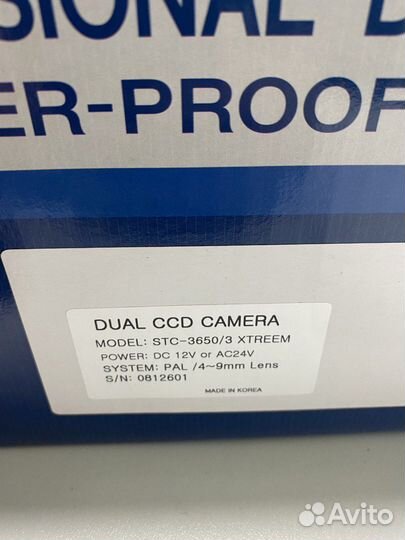 SIONAL D
ER-PROOF
DUAL CCD CAMERA
MODEL: STC-3650/3 XTREEM
POWER: DC 12V or AC24V
SYSTEM: PAL /4~9mm Lens
S/N: 0812601
MADE IN KOREA
Avito